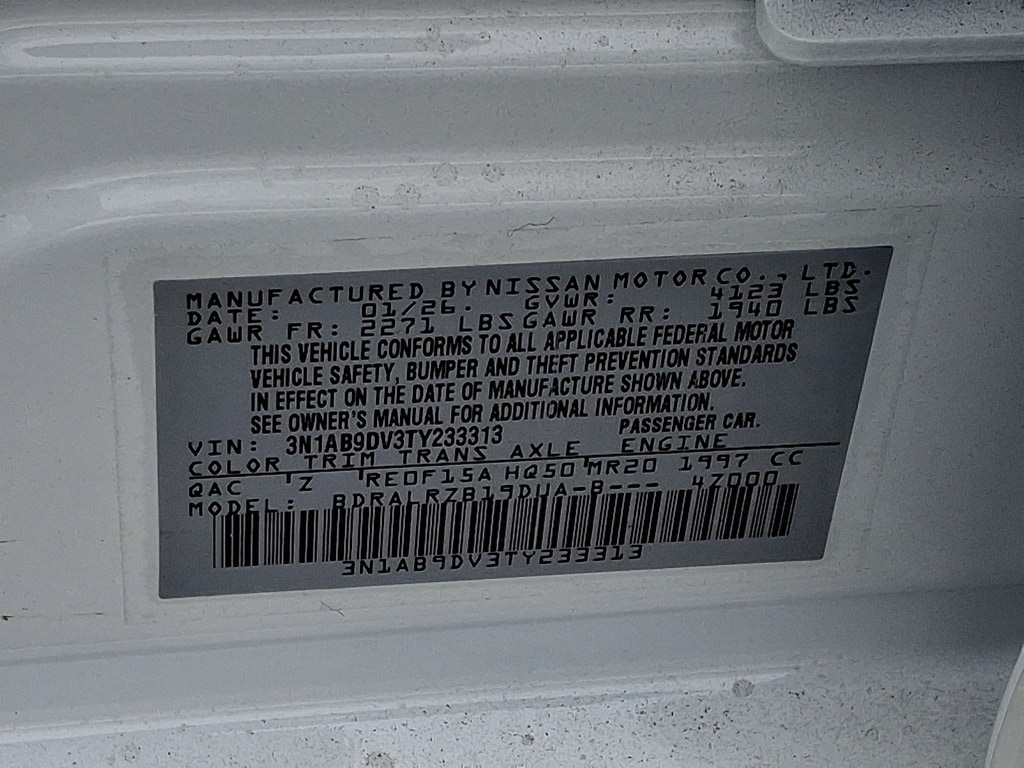 MANUFACTURED BY NISSAN MOTOR CO., LTD.
DATE: 01/26. GVWR: 4123 LBS
GAWR FR: 2271 LBS GAWR RR: 1940 LBS
THIS VEHICLE CONFORMS TO ALL APPLICABLE FEDERAL MOTOR
VEHICLE SAFETY, BUMPER AND THEFT PREVENTION STANDARDS
IN EFFECT ON THE DATE OF MANUFACTURE SHOWN ABOVE.
SEE OWNER'S MANUAL FOR ADDITIONAL INFORMATION.
VIN: 3N1AB9DV3TY233313 PASSENGER CAR.
COLOR TRIM TRANS AXLE ENGINE
QAC Z RE0F15A HQ50 MR20 1997 CC
MODEL: 47000
3N1AB9DV3TY233313